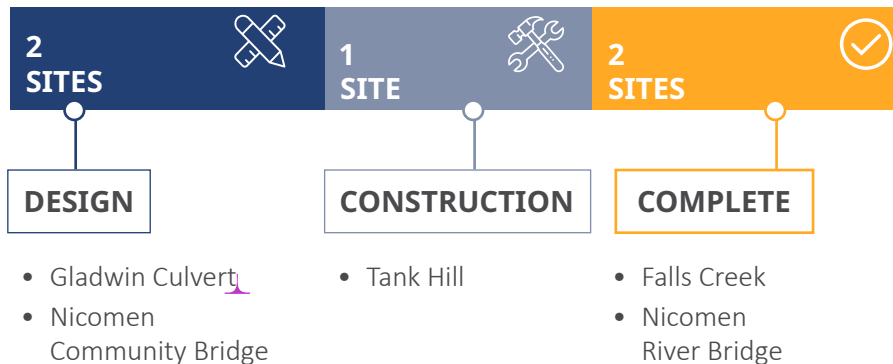 2
SITES
1
SITE
2
SITES
DESIGN
CONSTRUCTION
COMPLETE
• Gladwin Culvert
• Nicomen
Community Bridge
• Tank Hill
• Falls Creek
• Nicomen
River Bridge